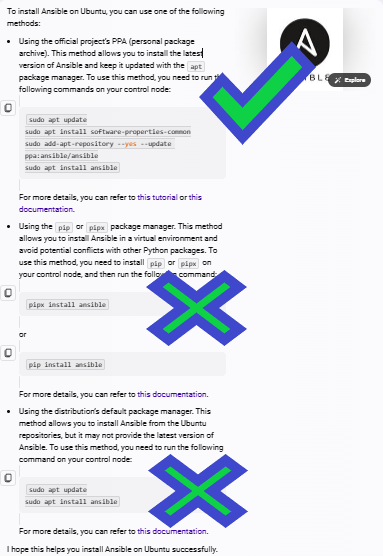 To install Ansible on Ubuntu, you can use one of the following
methods:
Using the official project's PPA (personal package
archive). This method allows you to install the latest
version of Ansible and keep it updated with the apt
package manager. To use this method, you need to run
following commands on your control node:
BLE
Explore
sudo apt update
sudo apt install software-properties-common
sudo add-apt-repository --yes --update
ppa:ansible/ansible
sudo apt install ansible
For more details, you can refer to this tutorial or this
documentation.
Using the pip or pipx package manager. This method
allows you to install Ansible in a virtual environment and
avoid potential conflicts with other Python packages. To
use this method, you need to install pip or pipx on
your control node, and then run the following command:
pipx install ansible
or
pip install ansible
For more details, you can refer to this documentation.
Using the distribution's default package manager. This
method allows you to install Ansible from the Ubuntu
repositories, but it may not provide the latest version of
Ansible. To use this method, you need to run the following
command on your control node:
sudo apt update
sudo apt install ansible
For more details, you can refer to this documentation.
I hope this helps you install Ansible on Ubuntu successfully.